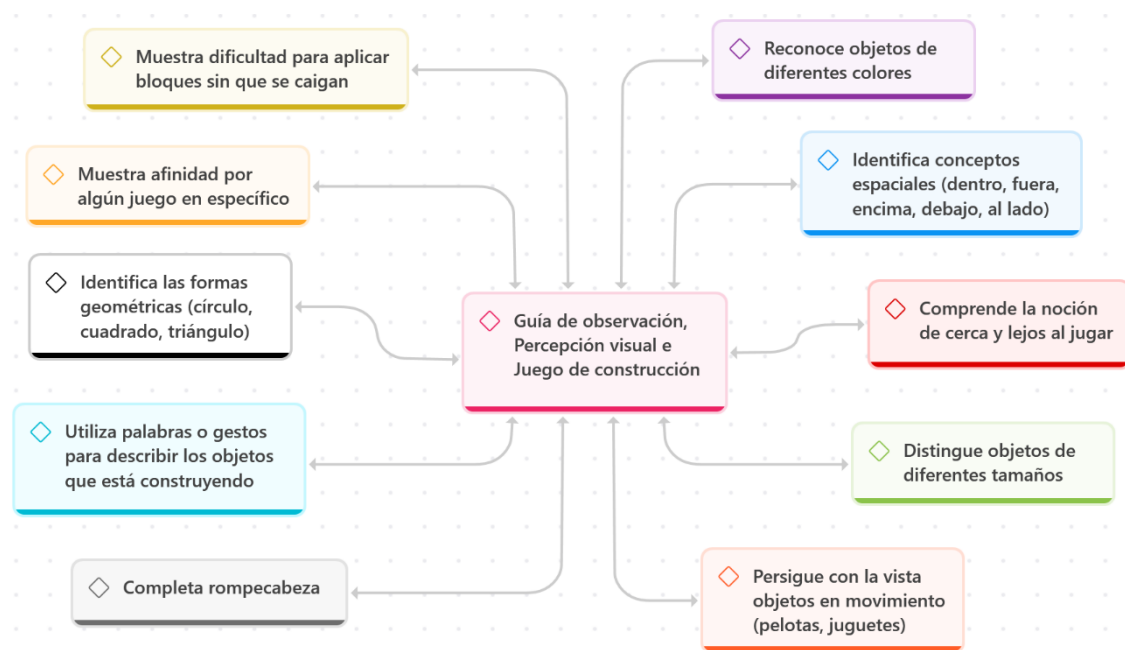 Muestra dificultad para aplicar
bloques sin que se caigan
Reconoce objetos de
diferentes colores
Muestra afinidad por
algún juego en específico
Identifica conceptos
espaciales (dentro, fuera,
encima, debajo, al lado)
Identifica las formas
geométricas (círculo,
cuadrado, triángulo)
Guía de observación,
Percepción visual e
Juego de construcción
Comprende la noción
de cerca y lejos al jugar
Utiliza palabras o gestos
para describir los objetos
que está construyendo
Distingue objetos de
diferentes tamaños
Completa rompecabeza
Persigue con la vista
objetos en movimiento
(pelotas, juguetes)